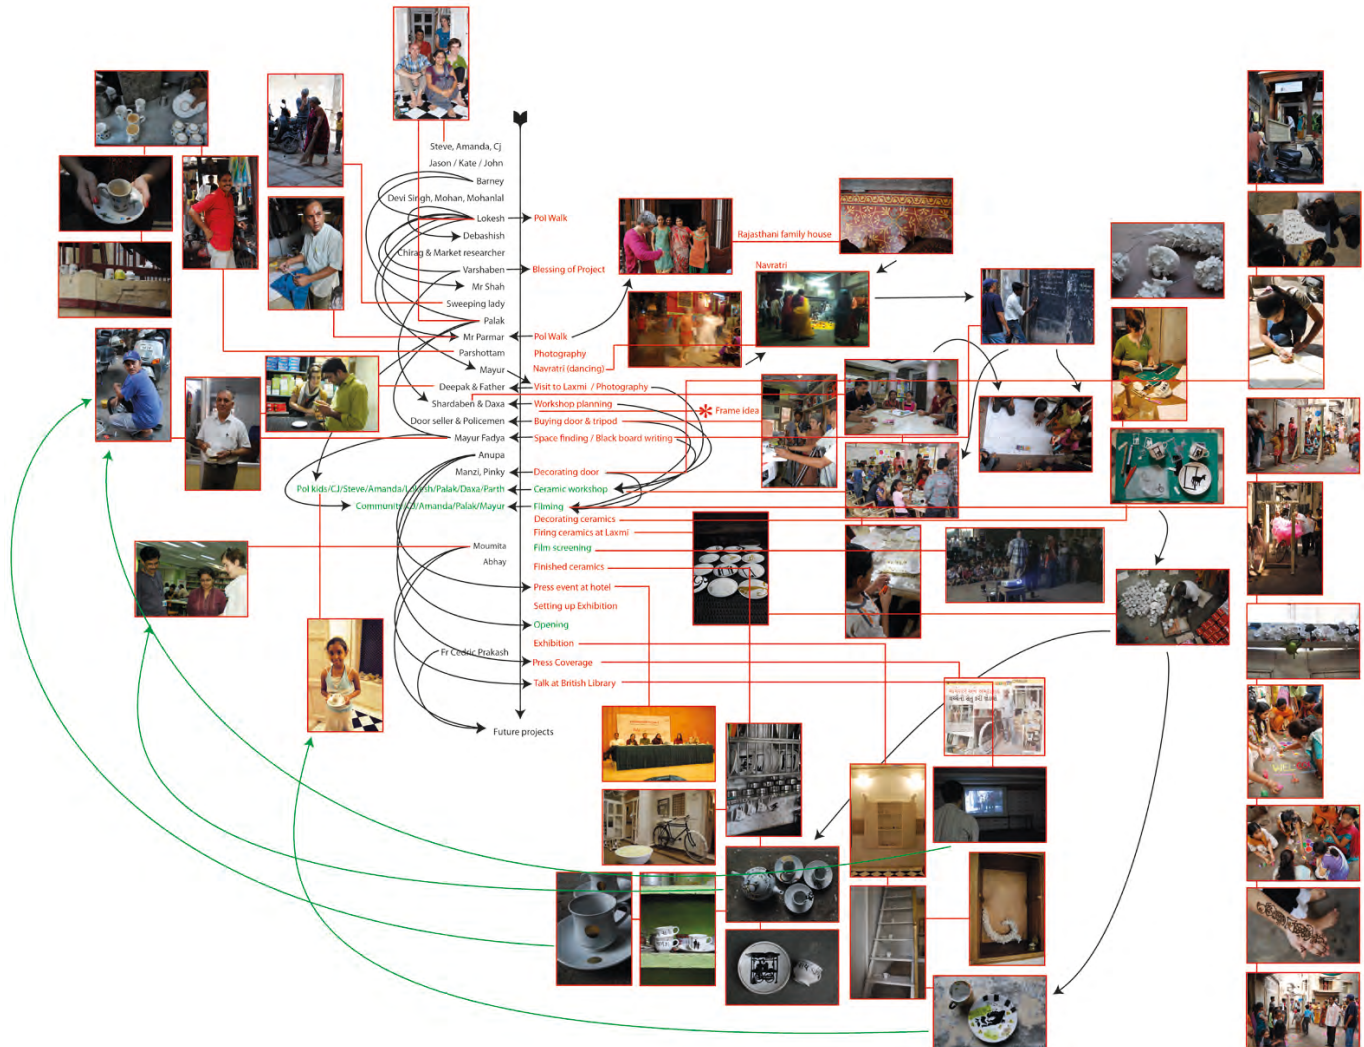 Steve, Amanda, Cj
Jason / Kate / John
Barney
Devi Singh, Mohan, Mohanlal
Lokesh
Pol Walk
Debashish
Chirag & Market researcher
Varshaben
Blessing of Project
Mr Shah
Sweeping lady
Palak
Mr Parmar
Pol Walk
Parshottam
Photography
Mayur
Navratri (dancing)
Deepak & Father
Visit to Laxmi / Photography
Shardaben & Daxa
Workshop planning
* Frame idea
Door seller & Policemen
Buying door & tripod
Mayur Fadya
Space finding / Black board writing
Anupa
Manzi, Pinky
Decorating door
Pol kids/CJ/Steve/Amanda/Lokesh/Palak/Daxa/Parth
Ceramic workshop
Community/CJ/Amanda/Palak/Mayur
Filming
Decorating ceramics
Firing ceramics at Laxmi
Moumita
Film screening
Abhay
Finished ceramics
Press event at hotel
Setting up Exhibition
Opening
Exhibition
Fr Cedric Prakash
Press Coverage
Talk at British Library
Future projects
Rajasthani family house
Navratri
WEL